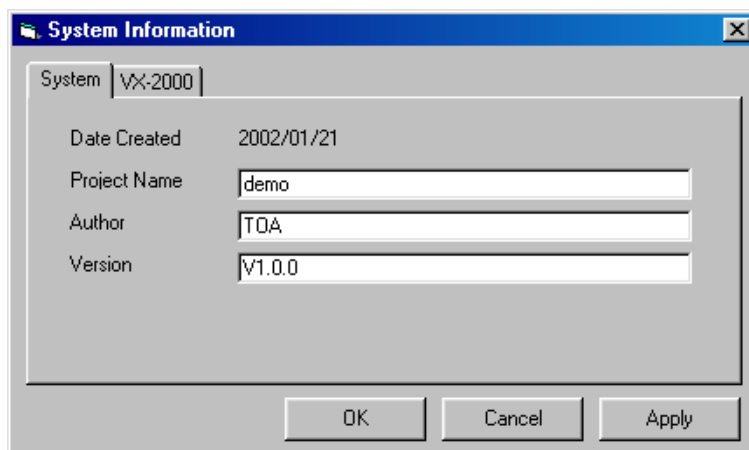 System Information
System VX-2000
Date Created 2002/01/21
Project Name demo
Author TOA
Version V1.0.0
OK Cancel Apply